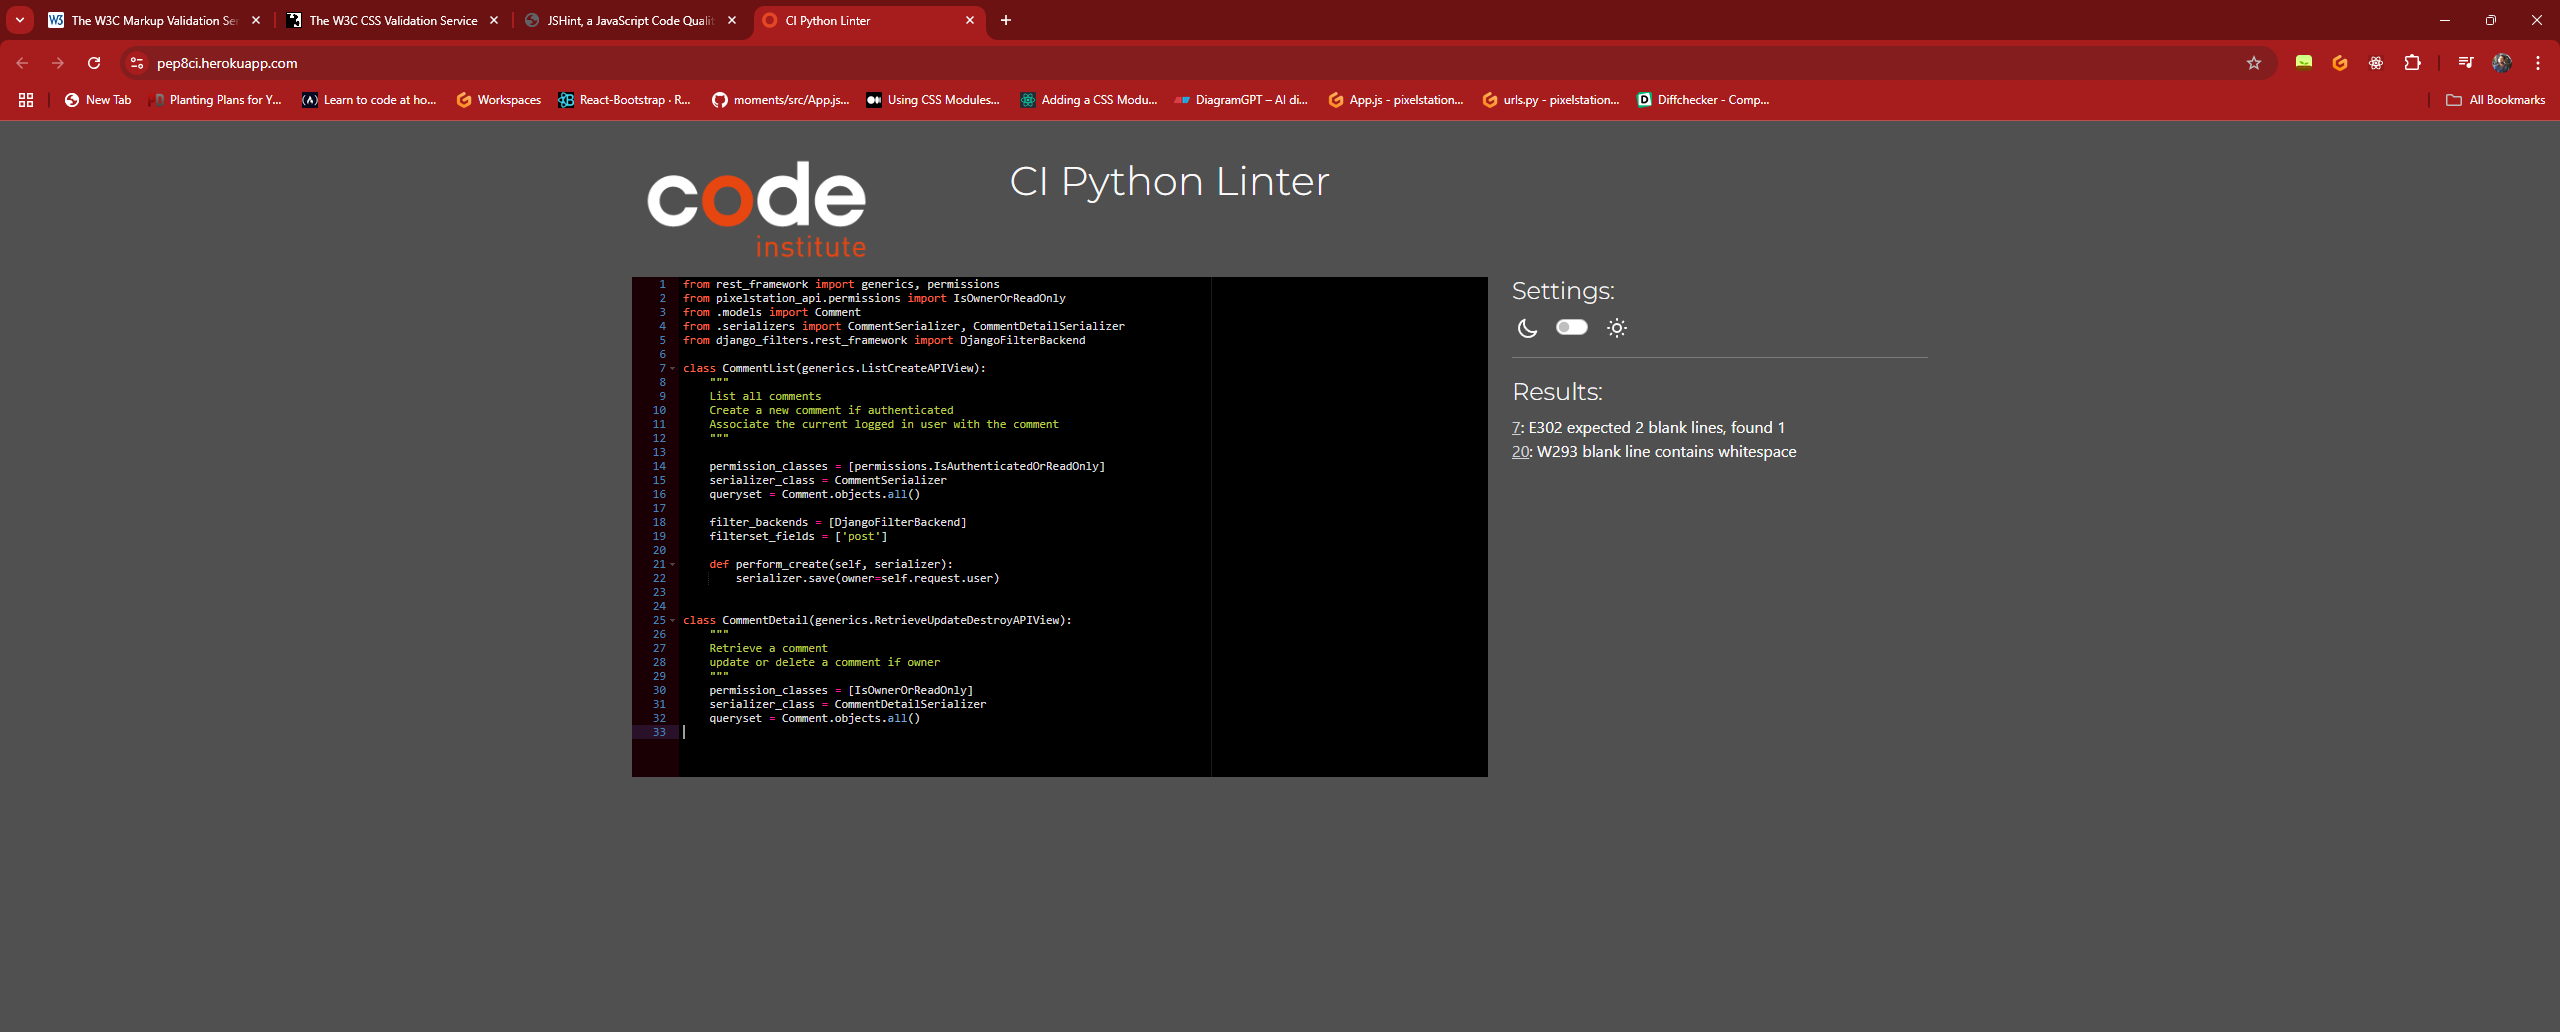 The W3C Markup Validation Se
The W3C CSS Validation Service
JSHint, a JavaScript Code Qualit
CI Python Linter
pep8ci.herokuapp.com
New Tab
Planting Plans for Y...
Learn to code at ho...
Workspaces
React-Bootstrap · R...
moments/src/App.js...
Using CSS Modules...
Adding a CSS Modu...
DiagramGPT – AI di...
App.js - pixelstation...
urls.py - pixelstation...
Diffchecker - Comp...
All Bookmarks
code
institute
CI Python Linter
1 from rest_framework import generics, permissions
2 from pixelstation_api.permissions import IsOwnerOrReadOnly
3 from .models import Comment
4 from .serializers import CommentSerializer, CommentDetailSerializer
5 from django_filters.rest_framework import DjangoFilterBackend
6
7 class CommentList(generics.ListCreateAPIView):
8     """
9     List all comments
10     Create a new comment if authenticated
11     Associate the current logged in user with the comment
12     """
13
14     permission_classes = [permissions.IsAuthenticatedOrReadOnly]
15     serializer_class = CommentSerializer
16     queryset = Comment.objects.all()
17
18     filter_backends = [DjangoFilterBackend]
19     filterset_fields = ['post']
20
21     def perform_create(self, serializer):
22         serializer.save(owner=self.request.user)
23
24
25 class CommentDetail(generics.RetrieveUpdateDestroyAPIView):
26     """
27     Retrieve a comment
28     update or delete a comment if owner
29     """
30     permission_classes = [IsOwnerOrReadOnly]
31     serializer_class = CommentDetailSerializer
32     queryset = Comment.objects.all()
33
Settings:
Results:
7: E302 expected 2 blank lines, found 1
20: W293 blank line contains whitespace